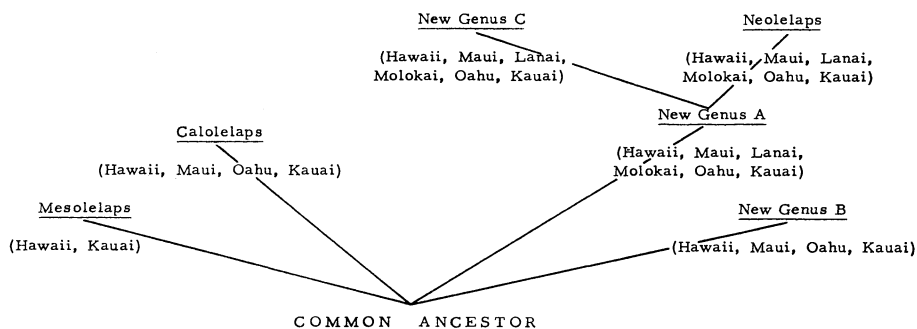 New Genus C
(Hawaii, Maui, Lanai,
Molokai, Oahu, Kauai)
Neolelaps
(Hawaii, Maui, Lanai,
Molokai, Oahu, Kauai)
New Genus A
(Hawaii, Maui, Lanai,
Molokai, Oahu, Kauai)
Calolelaps
(Hawaii, Maui, Oahu, Kauai)
Mesolelaps
(Hawaii, Kauai)
New Genus B
(Hawaii, Maui, Oahu, Kauai)
COMMON ANCESTOR